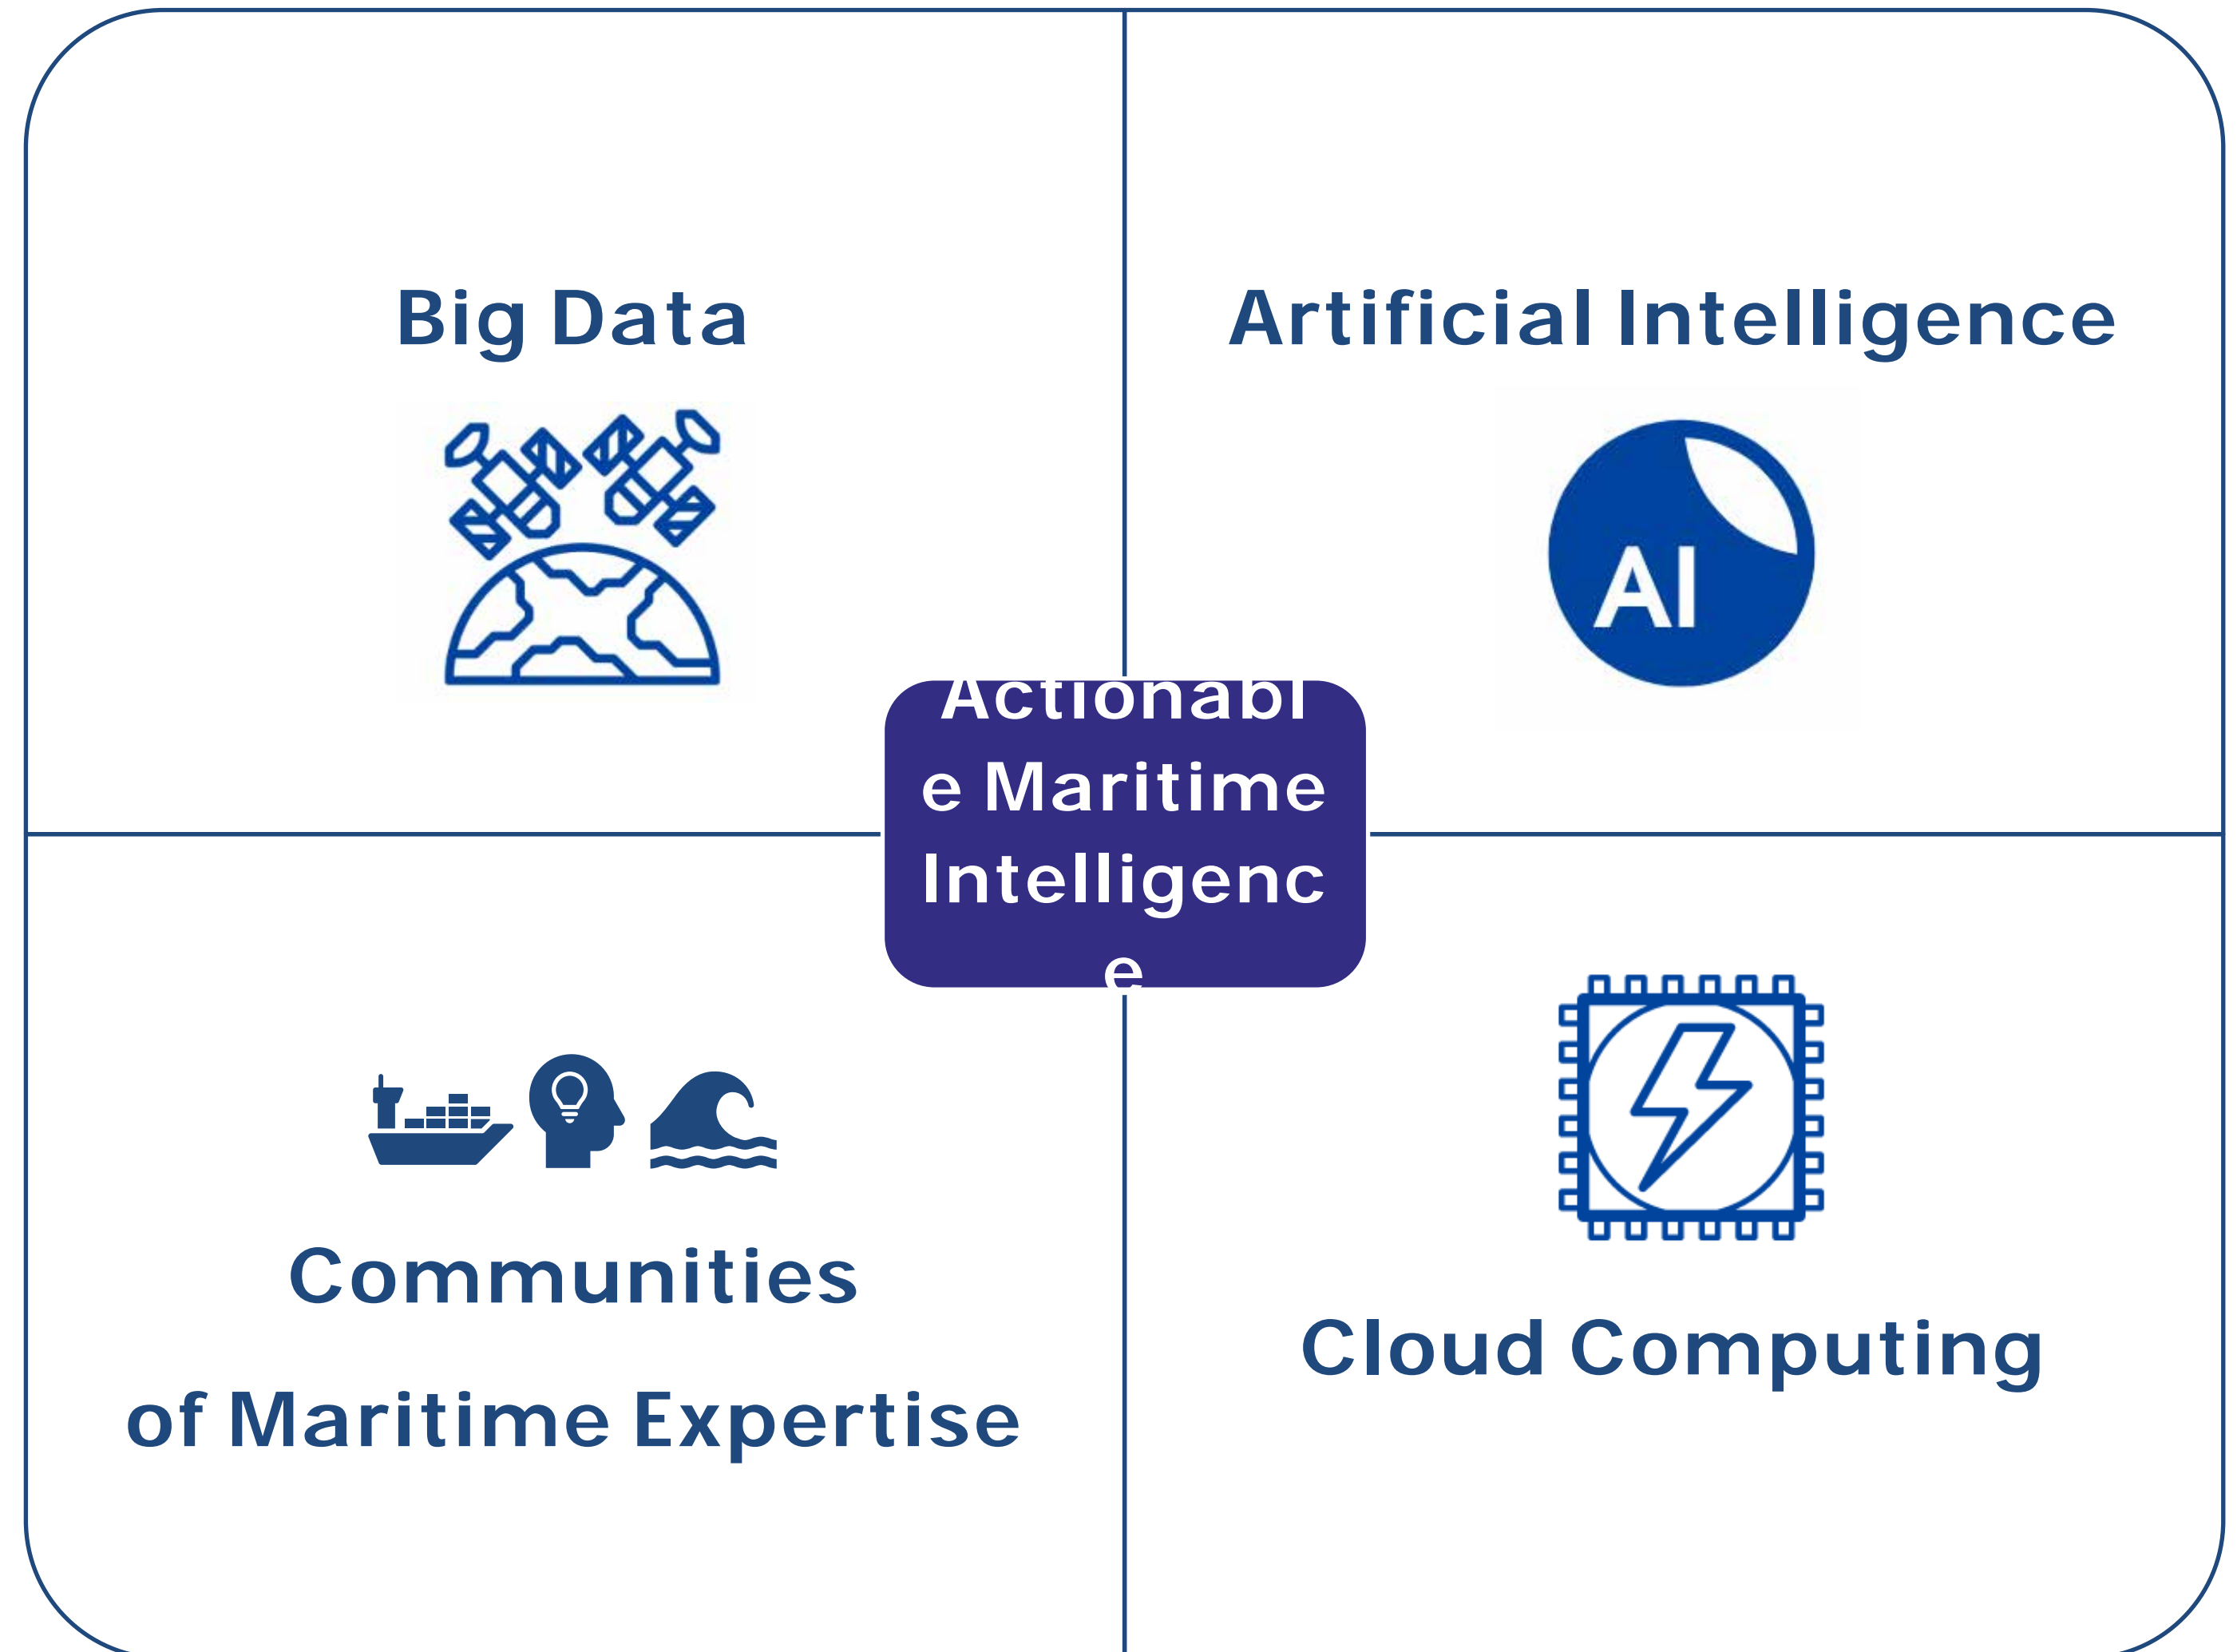 Big Data
Artificial Intelligence
AI
Actionabl
e Maritime
Intelligenc
e
Communities
of Maritime Expertise
Cloud Computing